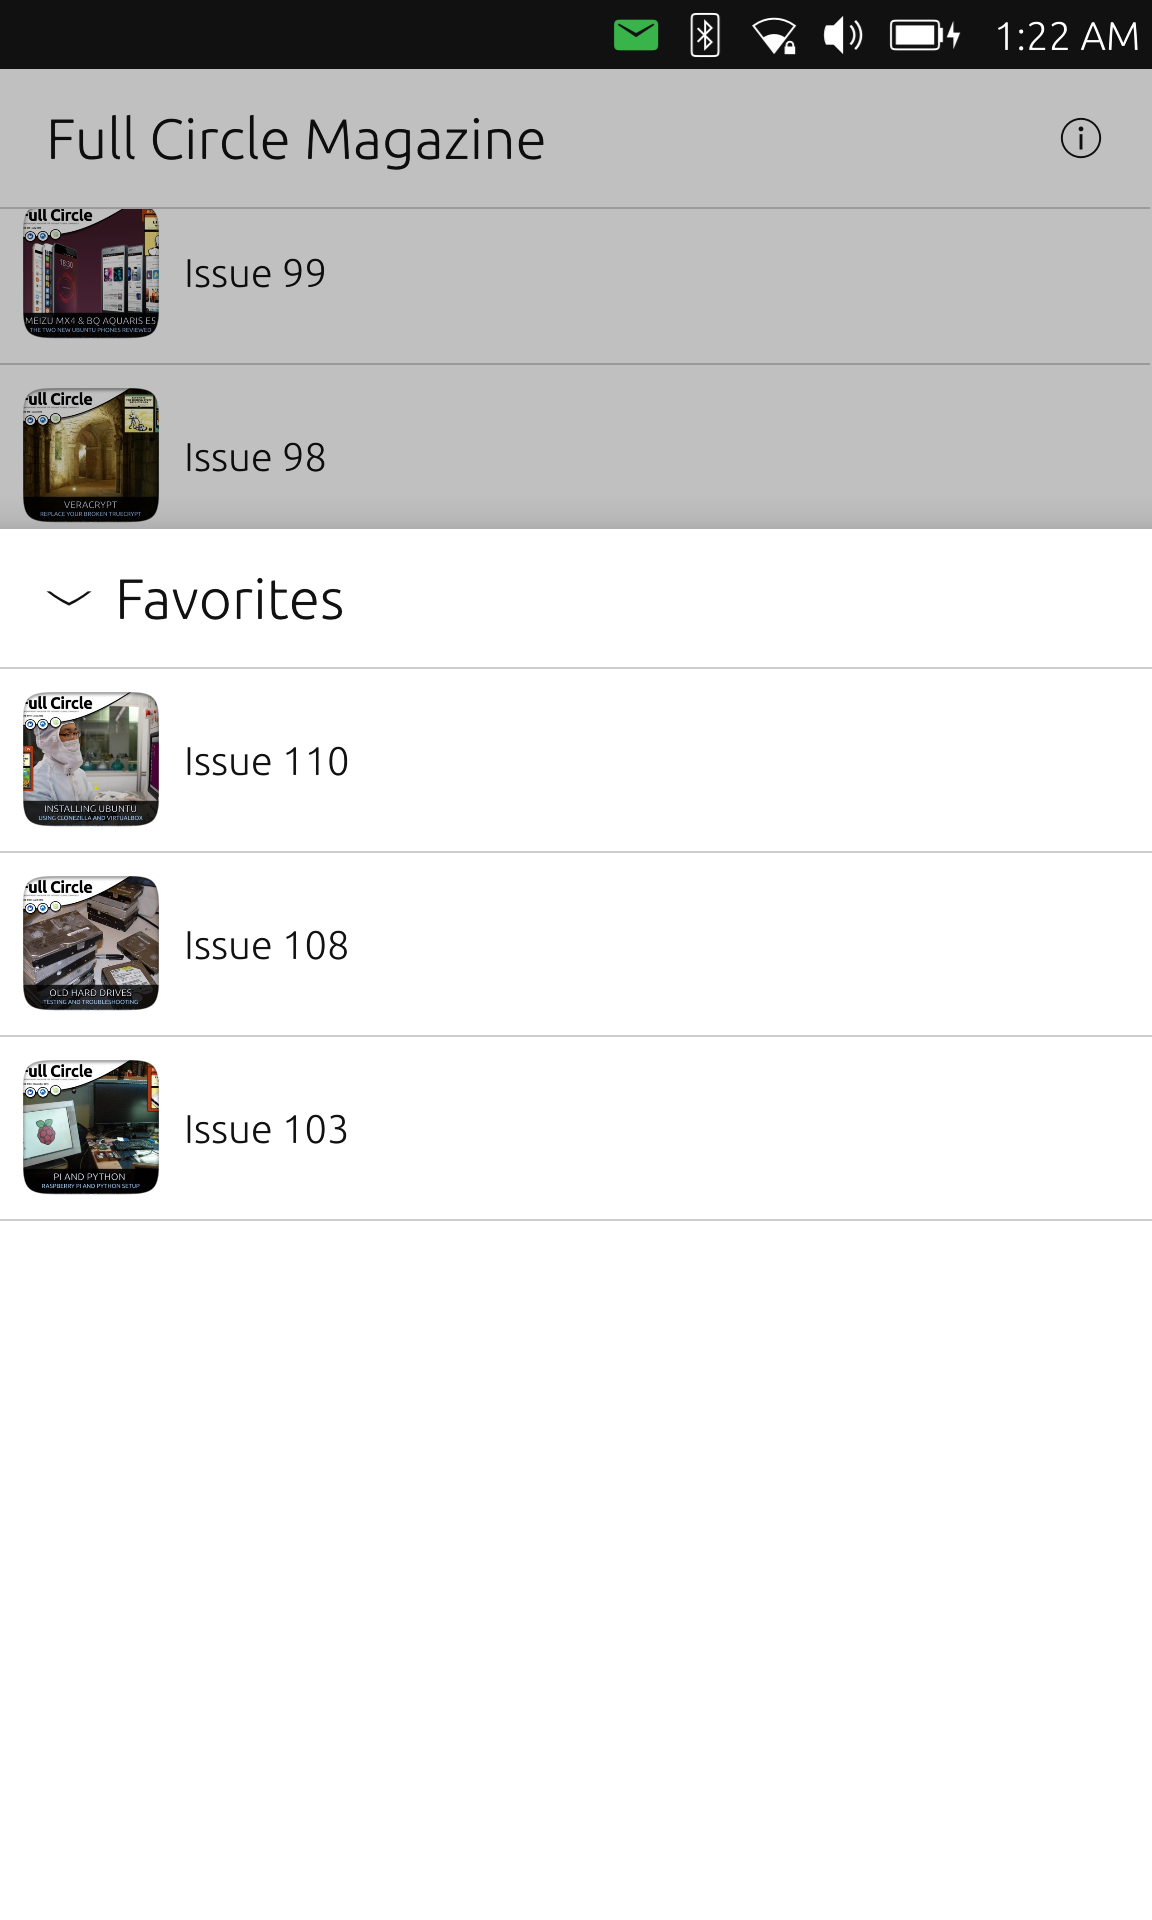 1:22 AM
Full Circle Magazine
ull Circle
18:30
MEIZU MX4 & BQ AQUARIS E5
THE TWO NEW UBUNTU PHONES REVIEWED
Issue 99
ull Circle
VERACRYPT
REPLACE YOUR BROKEN TRUECRYPT
Issue 98
Favorites
ull Circle
INSTALLING UBUNTU
USING CLONEZILLA AND VIRTUALBOX
Issue 110
ull Circle
OLD HARD DRIVES
TESTING AND TROUBLESHOOTING
Issue 108
ull Circle
PI AND PYTHON
RASPBERRY PI AND PYTHON SETUP
Issue 103